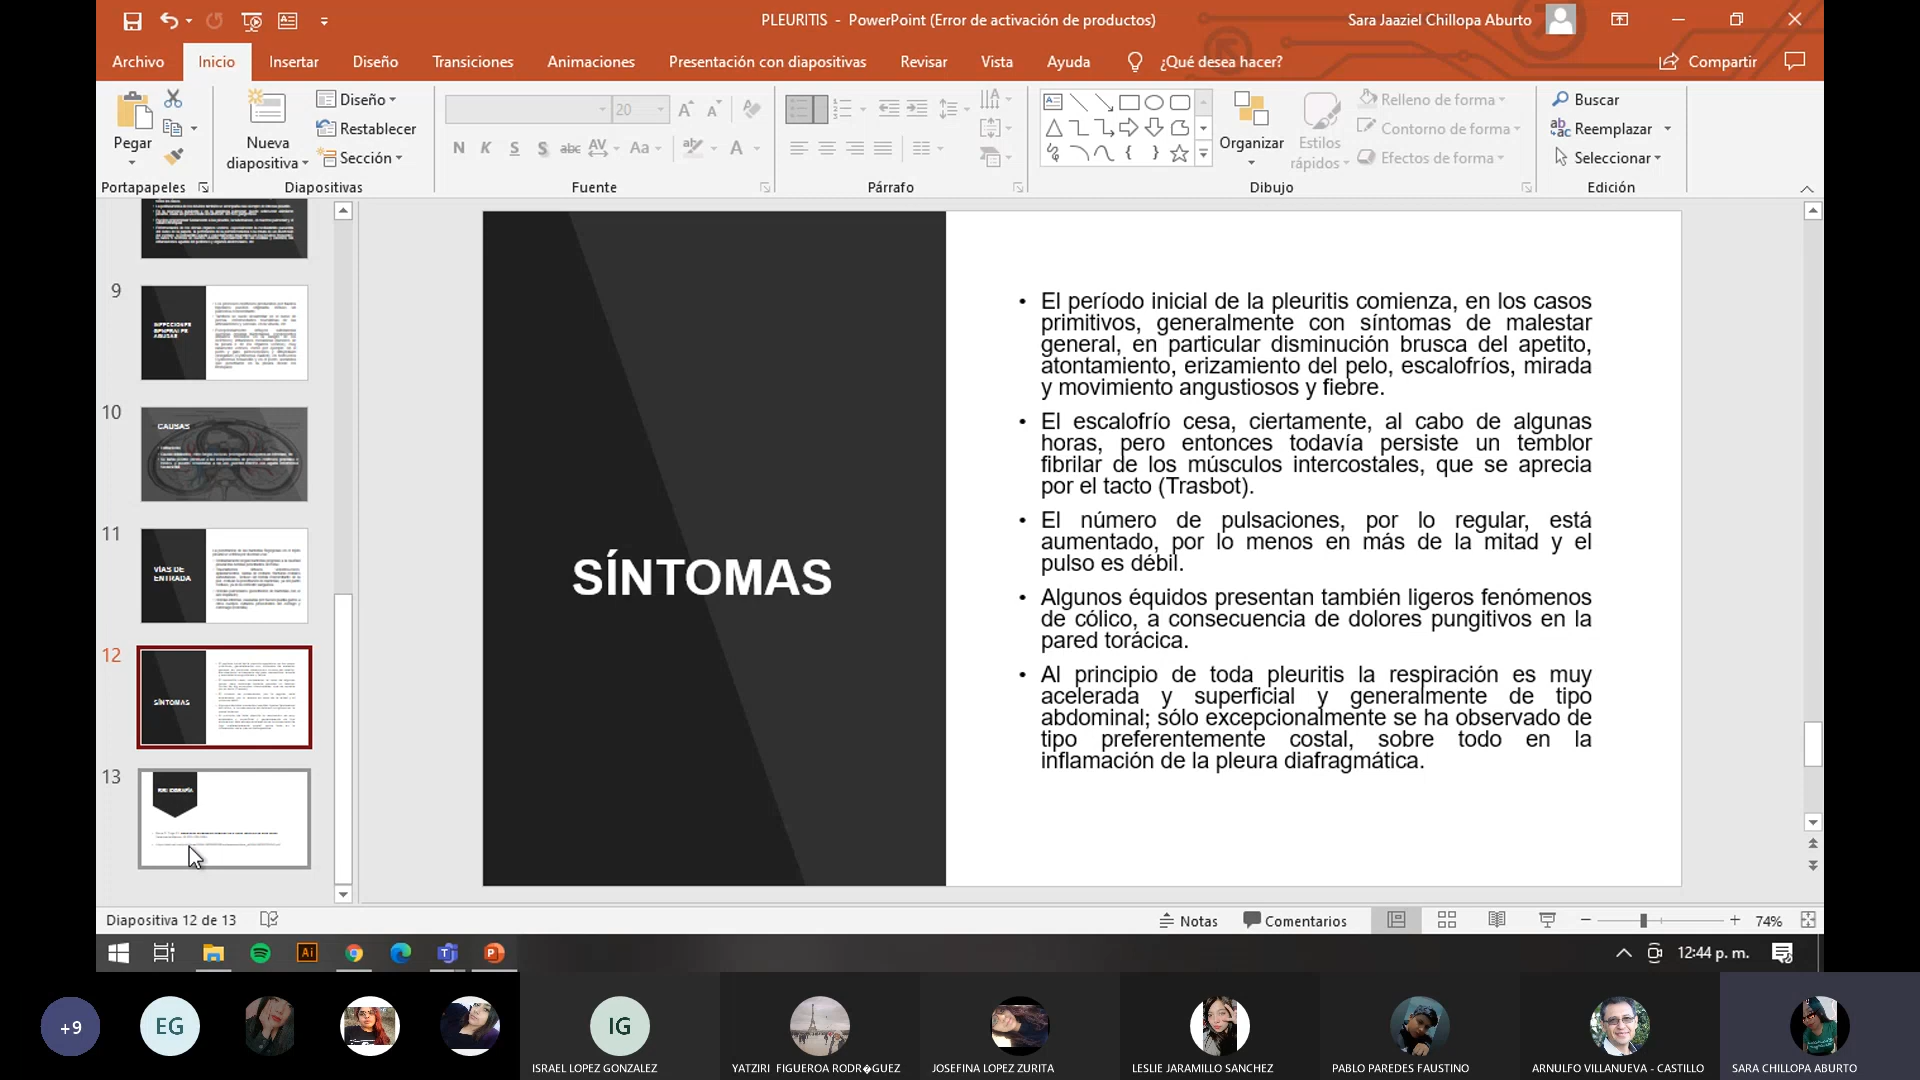 PLEURITIS - PowerPoint (Error de activación de productos)
Sara Jaaziel Chillopa Aburto
Archivo Inicio Insertar Diseño Transiciones Animaciones Presentación con diapositivas Revisar Vista Ayuda ¿Qué desea hacer? Compartir
Pegar
Portapapeles
Nueva diapositiva
Diseño
Restablecer
Sección
Diapositivas
20
N K S S abc AV Aa A
Fuente
Párrafo
Organizar
Estilos rápidos
Relleno de forma
Contorno de forma
Efectos de forma
Dibujo
Buscar
Reemplazar
Seleccionar
Edición
9
10
CAUSAS
11
VÍAS DE
ENTRADA
12
SÍNTOMAS
13
SÍNTOMAS
• El período inicial de la pleuritis comienza, en los casos
primitivos, generalmente con síntomas de malestar
general, en particular disminución brusca del apetito,
atontamiento, erizamiento del pelo, escalofríos, mirada
y movimiento angustiosos y fiebre.
• El escalofrío cesa, ciertamente, al cabo de algunas
horas, pero entonces todavía persiste un temblor
fibrilar de los músculos intercostales, que se aprecia
por el tacto (Trasbot).
• El número de pulsaciones, por lo regular, está
aumentado, por lo menos en más de la mitad y el
pulso es débil.
• Algunos équidos presentan también ligeros fenómenos
de cólico, a consecuencia de dolores pungitivos en la
pared torácica.
• Al principio de toda pleuritis la respiración es muy
acelerada y superficial y generalmente de tipo
abdominal; sólo excepcionalmente se ha observado de
tipo preferentemente costal, sobre todo en la
inflamación de la pleura diafragmática.
Diapositiva 12 de 13
Notas
Comentarios
74%
12:44 p. m.
+9
EG
IG
ISRAEL LOPEZ GONZALEZ
YATZIRI FIGUEROA RODR�GUEZ
JOSEFINA LOPEZ ZURITA
LESLIE JARAMILLO SANCHEZ
PABLO PAREDES FAUSTINO
ARNULFO VILLANUEVA - CASTILLO
SARA CHILLOPA ABURTO